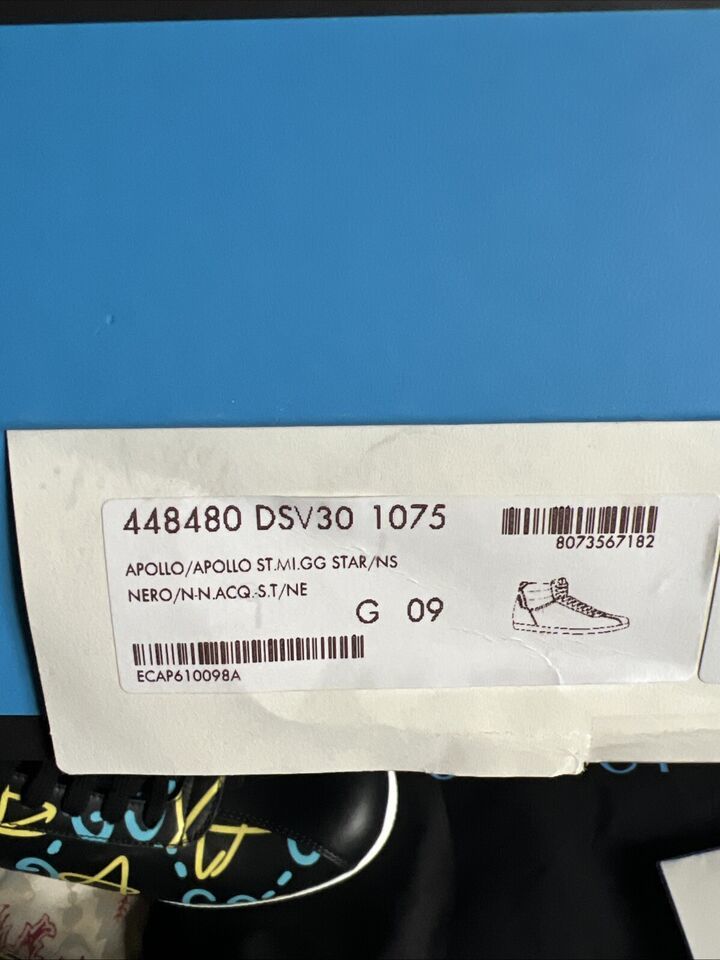 448480 DSV30 1075
8073567182
APOLLO/APOLLO ST.MI.GG STAR/NS
NERO/N-N.ACQ.-S.T/NE
G 09
ECAP610098A